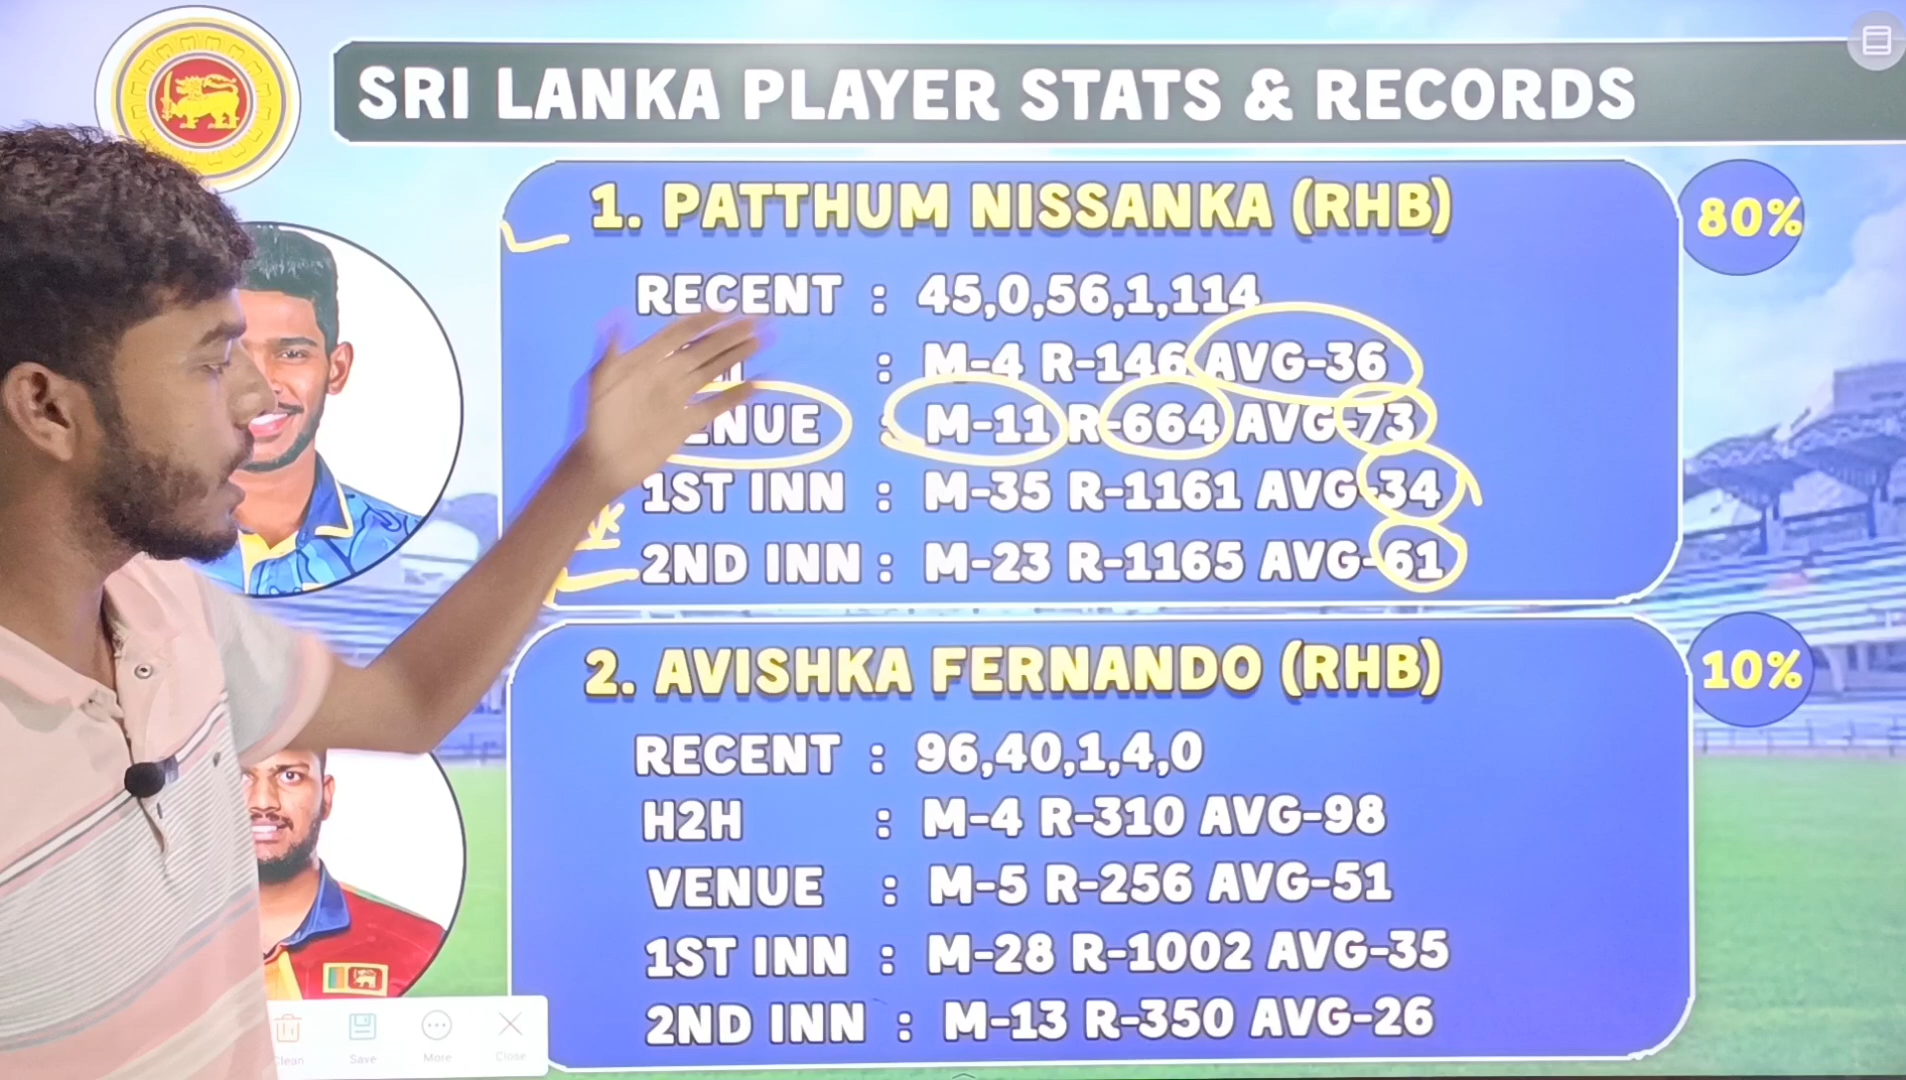 SRI LANKA PLAYER STATS & RECORDS
1. PATTHUM NISSANKA (RHB)
80%
RECENT : 45,0,56,1,114
: M-4 R-146 AVG-36
: M-11 R-664 AVG-73
1ST INN : M-35 R-1161 AVG-34
2ND INN : M-23 R-1165 AVG-61
2. AVISHKA FERNANDO (RHB)
10%
RECENT : 96,40,1,4,0
H2H : M-4 R-310 AVG-98
VENUE : M-5 R-256 AVG-51
1ST INN : M-28 R-1002 AVG-35
2ND INN : M-13 R-350 AVG-26
Clean Save More Close